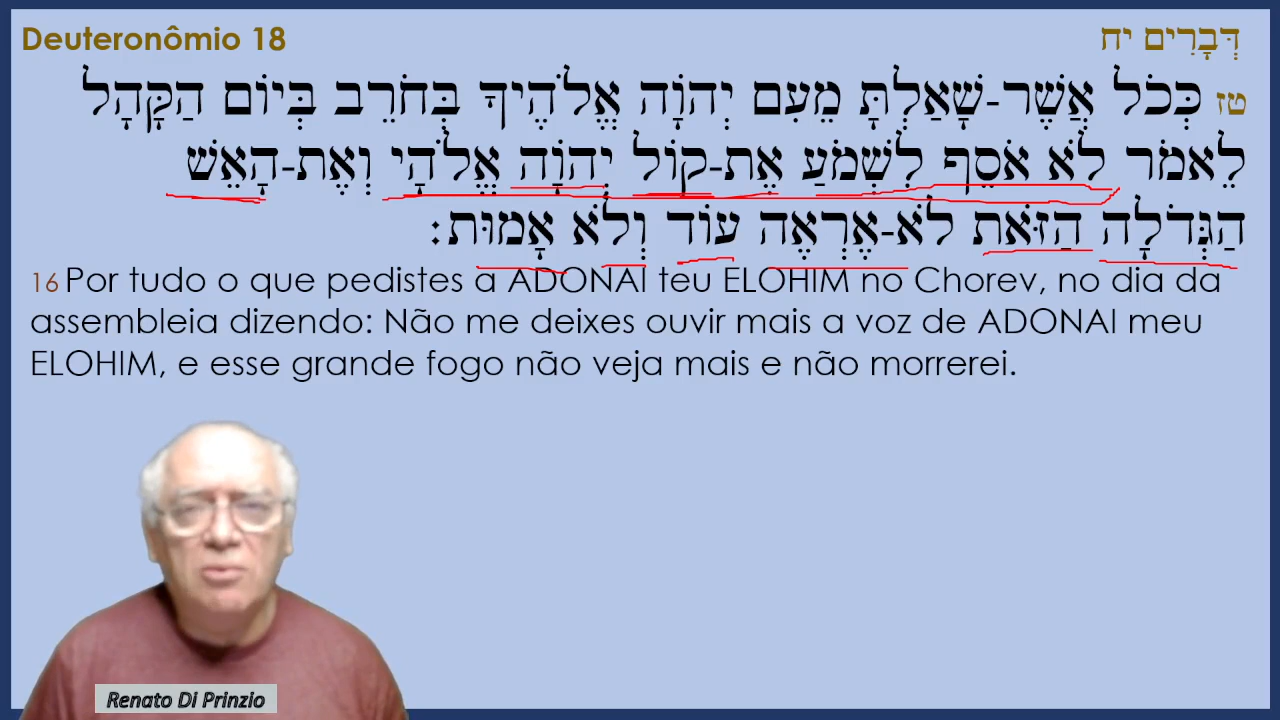 Deuteronômio 18
דְּבָרִים יח
טז כְּכֹל אֲשֶׁר-שָׁאַלְתָּ מֵעִם יְהוָֹה אֱלֹהֶיךָ בְּחֹרֵב בְּיוֹם הַקָּהָל
לֵאמֹר לֹא אֹסֵף לִשְׁמֹעַ אֶת-קוֹל יְהוָֹה אֱלֹהָי וְאֶת-הָאֵשׁ
הַגְּדֹלָה הַזֹּאת לֹא-אֶרְאֶה עוֹד וְלֹא אָמוּת:
16 Por tudo o que pedistes a ADONAI teu ELOHIM no Chorev, no dia da
assembleia dizendo: Não me deixes ouvir mais a voz de ADONAI meu
ELOHIM, e esse grande fogo não veja mais e não morrerei.
Renato Di Prinzio